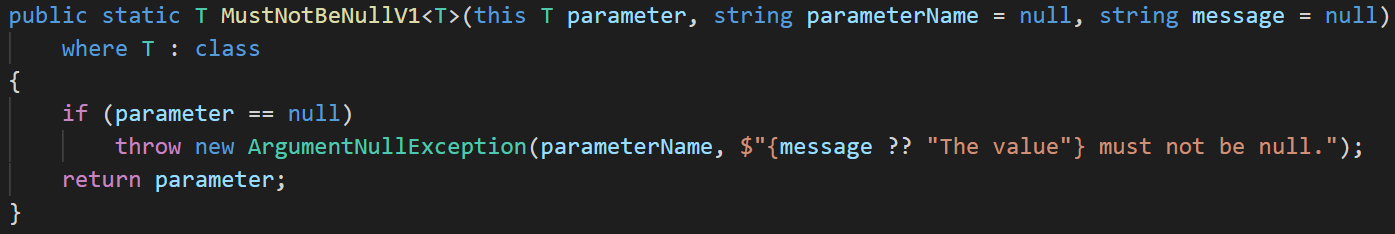 public static T MustNotBeNullV1<T>(this T parameter, string parameterName = null, string message = null)
    where T : class
{
    if (parameter == null)
        throw new ArgumentNullException(parameterName, $"{message ?? "The value"} must not be null.");
    return parameter;
}